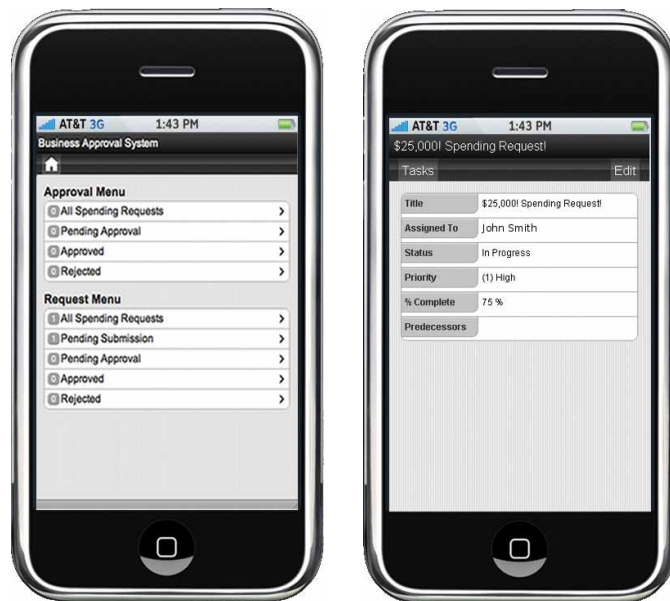 AT&T 3G 1:43 PM
Business Approval System
Approval Menu
0 All Spending Requests
0 Pending Approval
0 Approved
0 Rejected
Request Menu
1 All Spending Requests
1 Pending Submission
0 Pending Approval
0 Approved
0 Rejected
AT&T 3G 1:43 PM
$25,000! Spending Request!
Tasks Edit
Title $25,000! Spending Request!
Assigned To John Smith
Status In Progress
Priority (1) High
% Complete 75 %
Predecessors